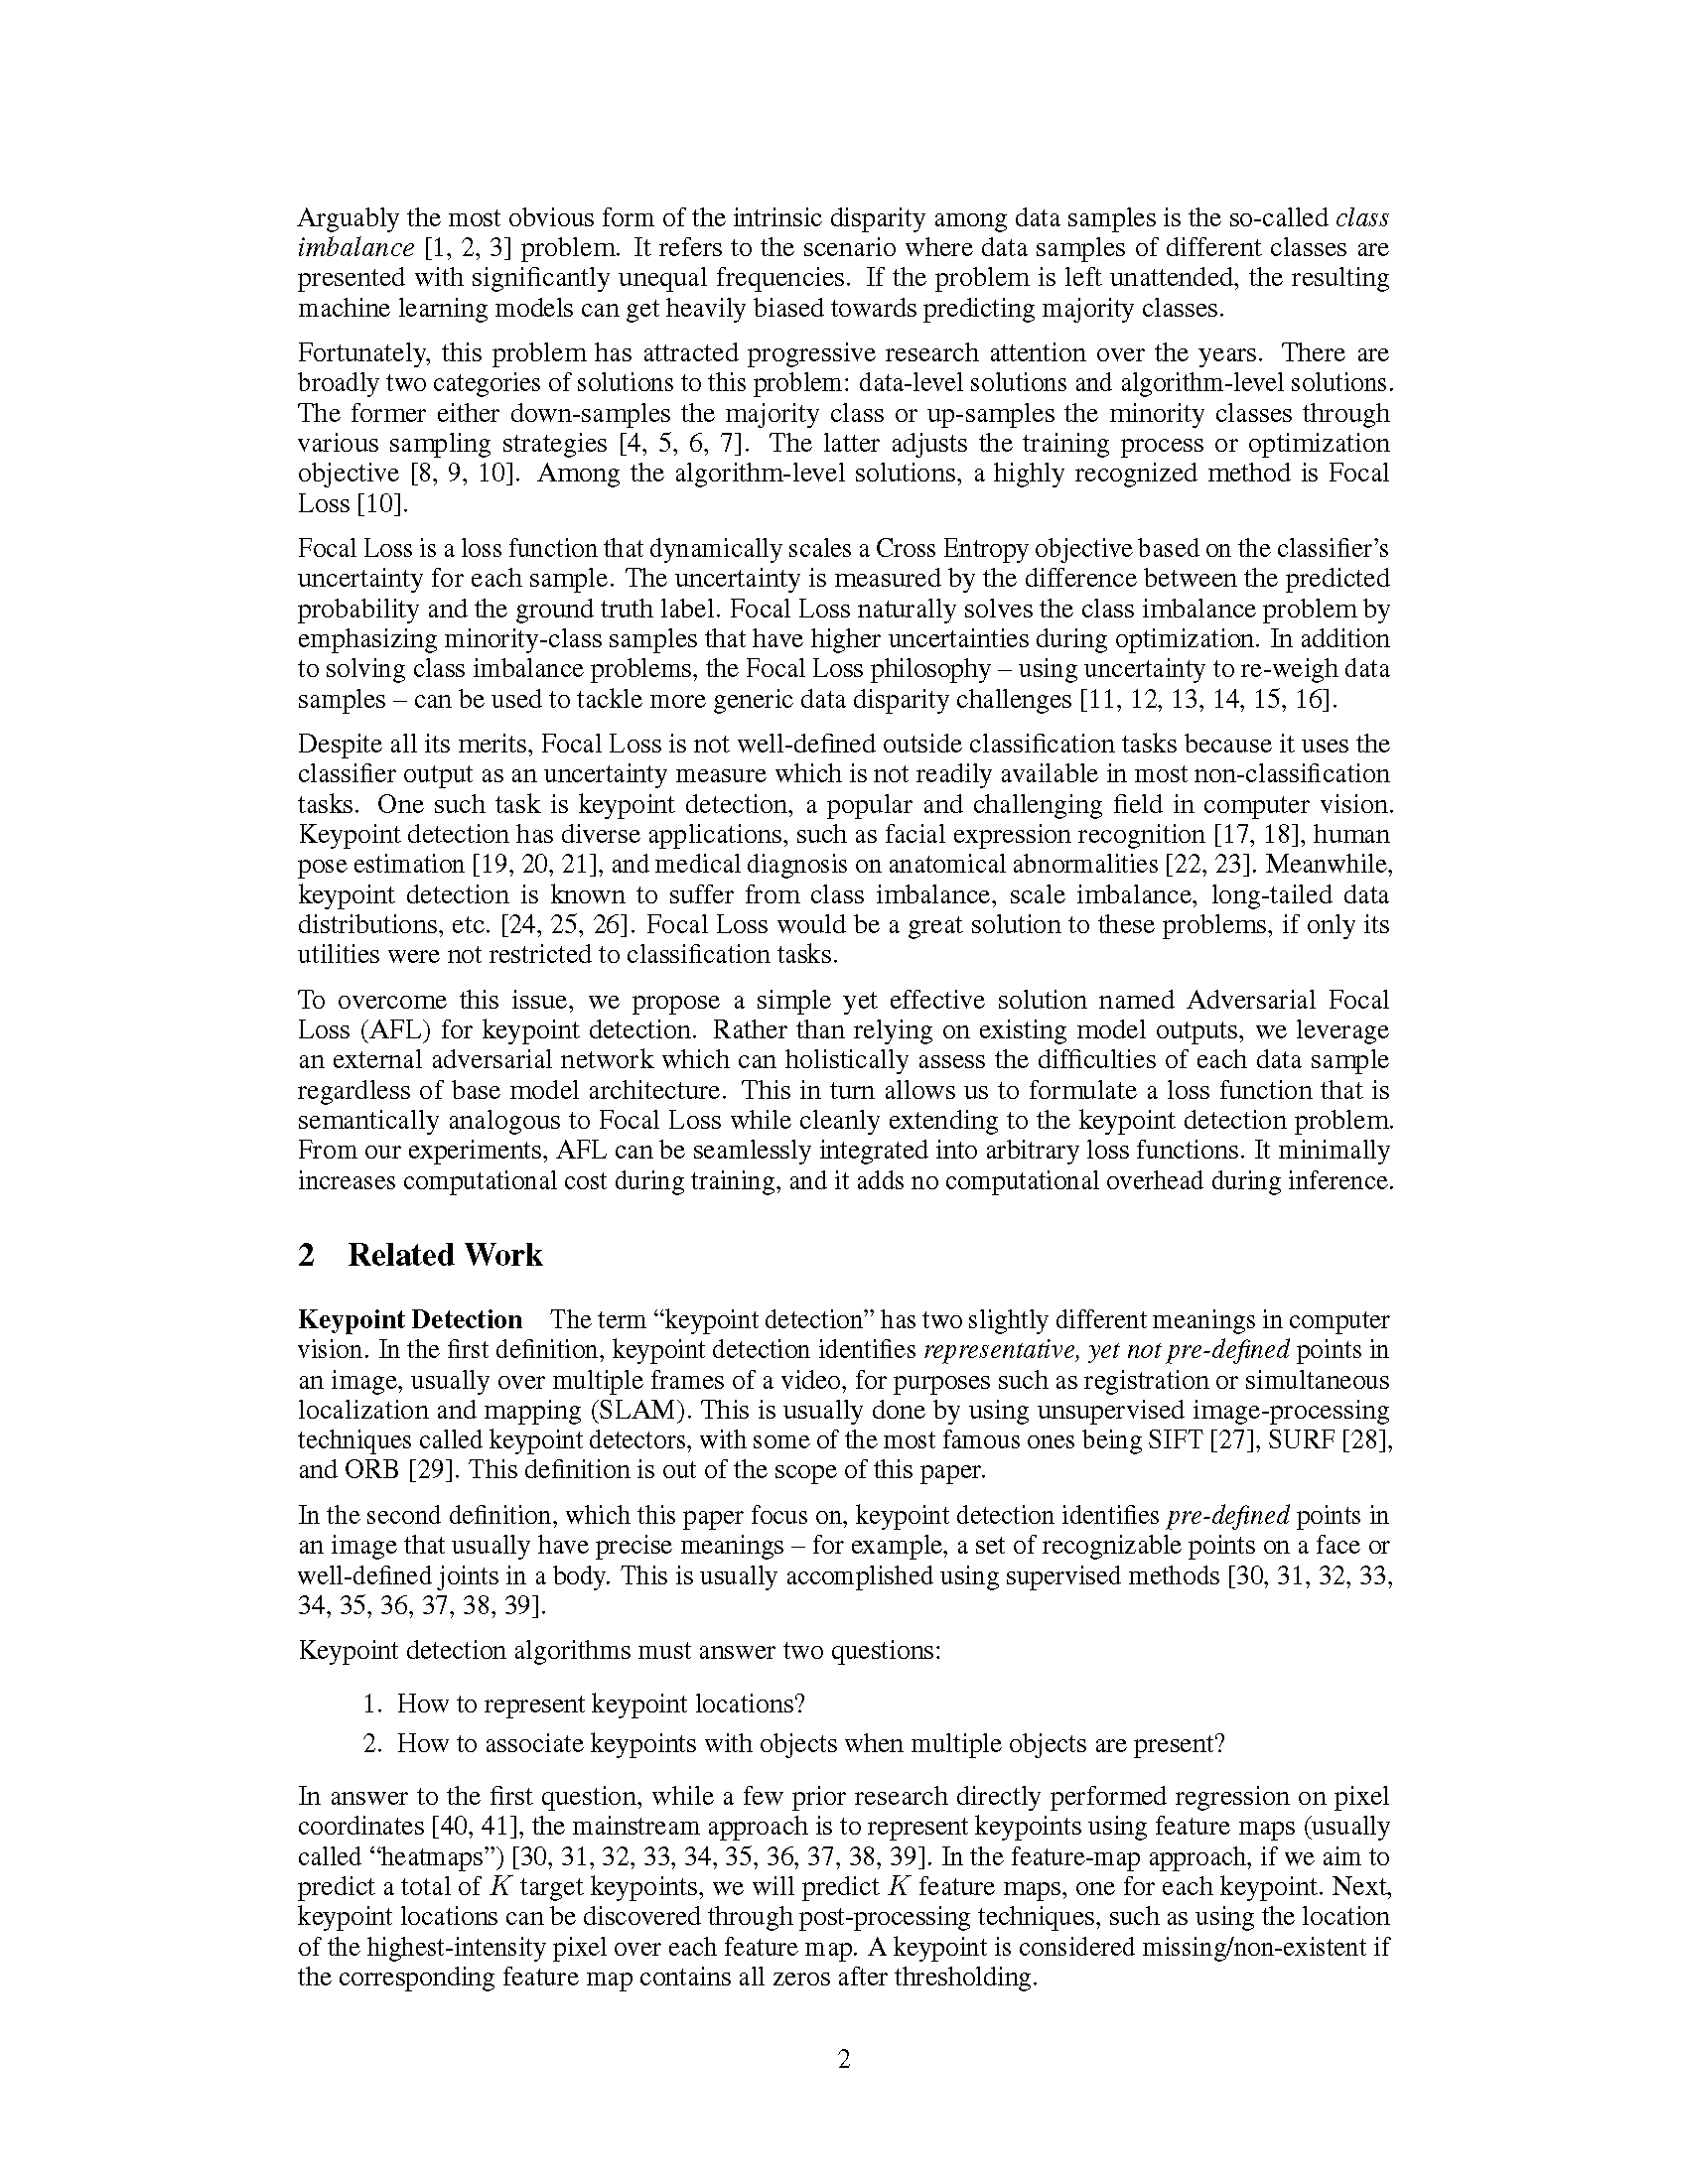 Arguably the most obvious form of the intrinsic disparity among data samples is the so-called class
imbalance [1, 2, 3] problem. It refers to the scenario where data samples of different classes are
presented with significantly unequal frequencies. If the problem is left unattended, the resulting
machine learning models can get heavily biased towards predicting majority classes.
Fortunately, this problem has attracted progressive research attention over the years. There are
broadly two categories of solutions to this problem: data-level solutions and algorithm-level solutions.
The former either down-samples the majority class or up-samples the minority classes through
various sampling strategies [4, 5, 6, 7]. The latter adjusts the training process or optimization
objective [8, 9, 10]. Among the algorithm-level solutions, a highly recognized method is Focal
Loss [10].
Focal Loss is a loss function that dynamically scales a Cross Entropy objective based on the classifier's
uncertainty for each sample. The uncertainty is measured by the difference between the predicted
probability and the ground truth label. Focal Loss naturally solves the class imbalance problem by
emphasizing minority-class samples that have higher uncertainties during optimization. In addition
to solving class imbalance problems, the Focal Loss philosophy – using uncertainty to re-weigh data
samples – can be used to tackle more generic data disparity challenges [11, 12, 13, 14, 15, 16].
Despite all its merits, Focal Loss is not well-defined outside classification tasks because it uses the
classifier output as an uncertainty measure which is not readily available in most non-classification
tasks. One such task is keypoint detection, a popular and challenging field in computer vision.
Keypoint detection has diverse applications, such as facial expression recognition [17, 18], human
pose estimation [19, 20, 21], and medical diagnosis on anatomical abnormalities [22, 23]. Meanwhile,
keypoint detection is known to suffer from class imbalance, scale imbalance, long-tailed data
distributions, etc. [24, 25, 26]. Focal Loss would be a great solution to these problems, if only its
utilities were not restricted to classification tasks.
To overcome this issue, we propose a simple yet effective solution named Adversarial Focal
Loss (AFL) for keypoint detection. Rather than relying on existing model outputs, we leverage
an external adversarial network which can holistically assess the difficulties of each data sample
regardless of base model architecture. This in turn allows us to formulate a loss function that is
semantically analogous to Focal Loss while cleanly extending to the keypoint detection problem.
From our experiments, AFL can be seamlessly integrated into arbitrary loss functions. It minimally
increases computational cost during training, and it adds no computational overhead during inference.
2 Related Work
Keypoint Detection The term “keypoint detection” has two slightly different meanings in computer
vision. In the first definition, keypoint detection identifies representative, yet not pre-defined points in
an image, usually over multiple frames of a video, for purposes such as registration or simultaneous
localization and mapping (SLAM). This is usually done by using unsupervised image-processing
techniques called keypoint detectors, with some of the most famous ones being SIFT [27], SURF [28],
and ORB [29]. This definition is out of the scope of this paper.
In the second definition, which this paper focus on, keypoint detection identifies pre-defined points in
an image that usually have precise meanings – for example, a set of recognizable points on a face or
well-defined joints in a body. This is usually accomplished using supervised methods [30, 31, 32, 33,
34, 35, 36, 37, 38, 39].
Keypoint detection algorithms must answer two questions:
1. How to represent keypoint locations?
2. How to associate keypoints with objects when multiple objects are present?
In answer to the first question, while a few prior research directly performed regression on pixel
coordinates [40, 41], the mainstream approach is to represent keypoints using feature maps (usually
called “heatmaps”) [30, 31, 32, 33, 34, 35, 36, 37, 38, 39]. In the feature-map approach, if we aim to
predict a total of K target keypoints, we will predict K feature maps, one for each keypoint. Next,
keypoint locations can be discovered through post-processing techniques, such as using the location
of the highest-intensity pixel over each feature map. A keypoint is considered missing/non-existent if
the corresponding feature map contains all zeros after thresholding.
2